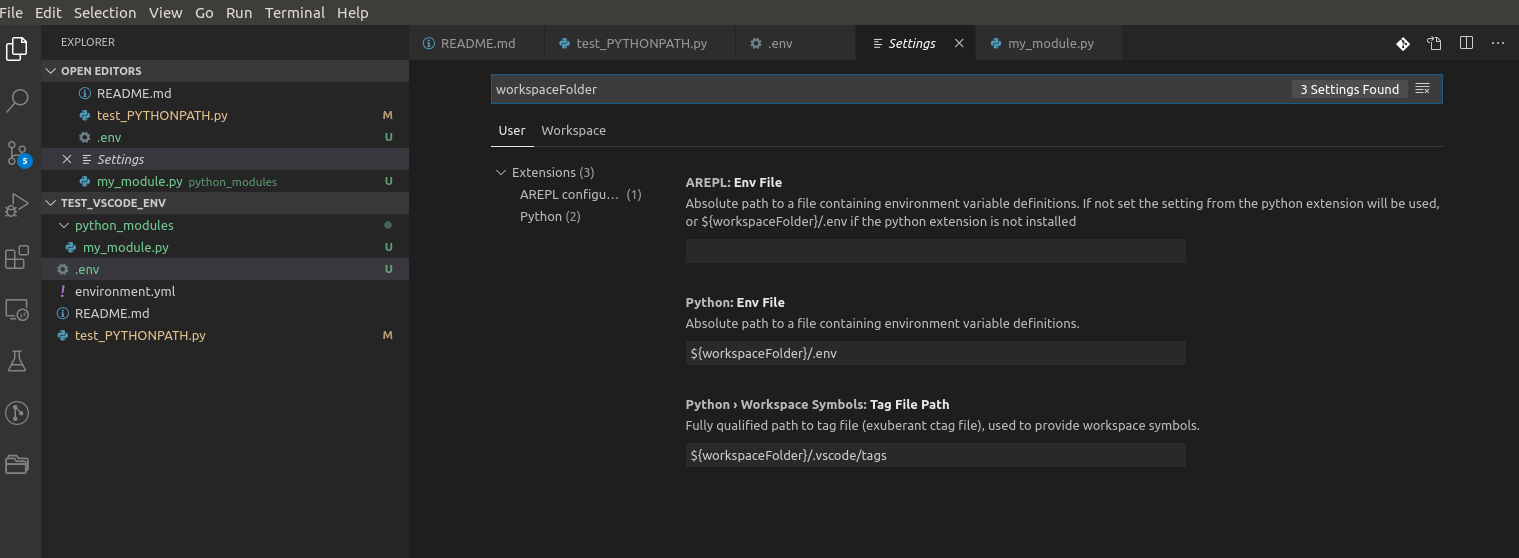 File Edit Selection View Go Run Terminal Help
EXPLORER
OPEN EDITORS
README.md
test_PYTHONPATH.py M
.env U
Settings
my_module.py python_modules U
TEST_VSCODE_ENV
python_modules
my_module.py U
.env U
environment.yml
README.md
test_PYTHONPATH.py M
5
README.md test_PYTHONPATH.py .env Settings my_module.py
workspaceFolder 3 Settings Found
User Workspace
Extensions (3)
AREPL configu... (1)
Python (2)
AREPL: Env File
Absolute path to a file containing environment variable definitions. If not set the setting from the python extension will be used,
or ${workspaceFolder}/.env if the python extension is not installed
Python: Env File
Absolute path to a file containing environment variable definitions.
${workspaceFolder}/.env
Python › Workspace Symbols: Tag File Path
Fully qualified path to tag file (exuberant ctag file), used to provide workspace symbols.
${workspaceFolder}/.vscode/tags